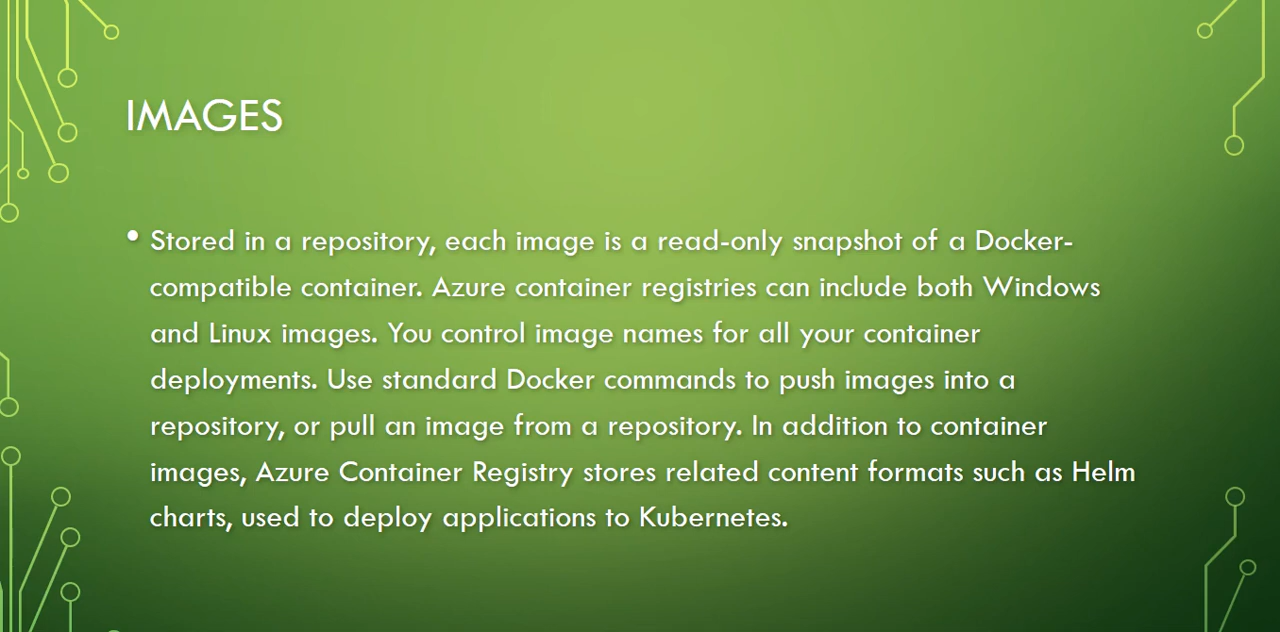 IMAGES
• Stored in a repository, each image is a read-only snapshot of a Docker-
compatible container. Azure container registries can include both Windows
and Linux images. You control image names for all your container
deployments. Use standard Docker commands to push images into a
repository, or pull an image from a repository. In addition to container
images, Azure Container Registry stores related content formats such as Helm
charts, used to deploy applications to Kubernetes.